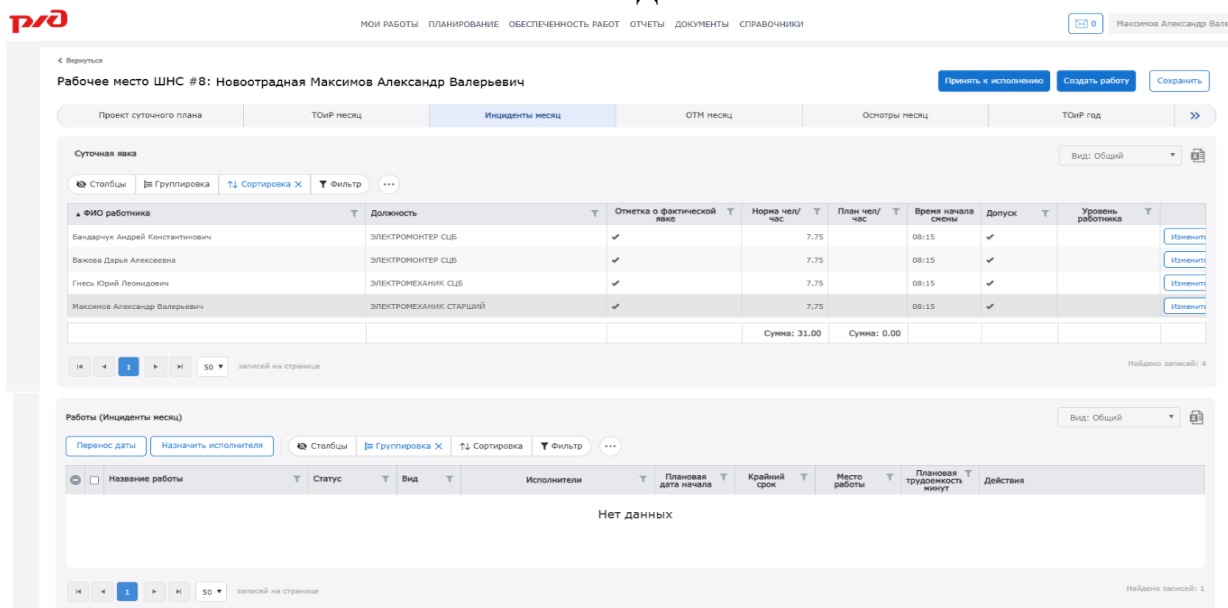 ржд МОИ РАБОТЫ ПЛАНИРОВАНИЕ ОБЕСПЕЧЕННОСТЬ РАБОТ ОТЧЕТЫ ДОКУМЕНТЫ СПРАВОЧНИКИ 0 Максимов Александр Вале
< Вернуться
Рабочее место ШНС #8: Новоотрадная Максимов Александр Валерьевич Принять к исполнению Создать работу Сохранить
Проект суточного плана ТОиР месяц Инциденты месяц ОТМ месяц Осмотры месяц ТОиР год »
Суточная явка Вид: Общий
Столбцы Группировка Сортировка X Фильтр ...
ФИО работника Должность Отметка о фактической явке Норма чел/час План чел/час Время начала смены Допуск Уровень работника
Бандарчук Андрей Константинович ЭЛЕКТРОМОНТЕР СЦБ ✔ 7.75 08:15 ✔ Изменить
Важова Дарья Алексеевна ЭЛЕКТРОМОНТЕР СЦБ ✔ 7.75 08:15 ✔ Изменить
Гнесь Юрий Леонидович ЭЛЕКТРОМЕХАНИК СЦБ ✔ 7.75 08:15 ✔ Изменить
Максимов Александр Валерьевич ЭЛЕКТРОМЕХАНИК СТАРШИЙ ✔ 7.75 08:15 ✔ Изменить
Сумма: 31.00 Сумма: 0.00
1 50 записей на странице Найдено записей: 4
Работы (Инциденты месяц) Вид: Общий
Перенос даты Назначить исполнителя Столбцы Группировка X Сортировка Фильтр ...
Название работы Статус Вид Исполнители Плановая дата начала Крайний срок Место работы Плановая трудоемкость минут Действия
Нет данных
1 50 записей на странице Найдено записей: 1